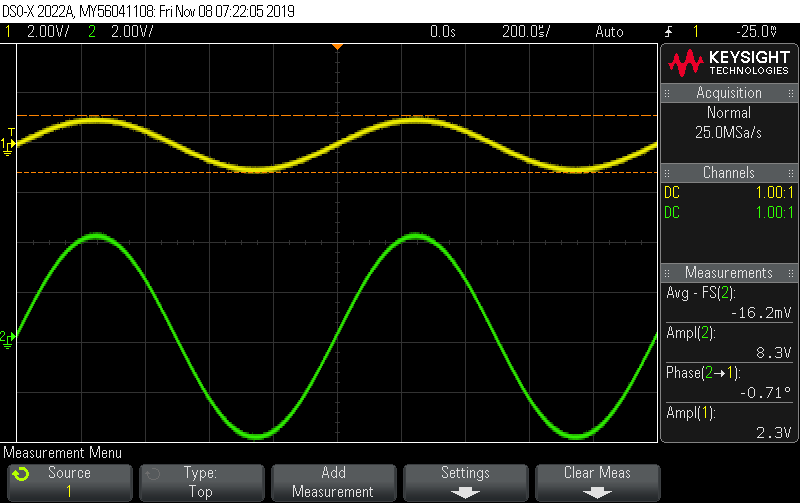 DSO-X 2022A, MY56041108: Fri Nov 08 07:22:05 2019
1 2.00V/ 2 2.00V/ 0.0s 200.0µs/ Auto 1 -25.0mV
KEYSIGHT
TECHNOLOGIES
Acquisition
Normal
25.0MSa/s
Channels
DC 1.00:1
DC 1.00:1
Measurements
Avg - FS(2):
-16.2mV
Ampl(2):
8.3V
Phase(2→1):
-0.71°
Ampl(1):
2.3V
T
1
2
Measurement Menu
Source
1
Type:
Top
Add
Measurement
Settings
Clear Meas